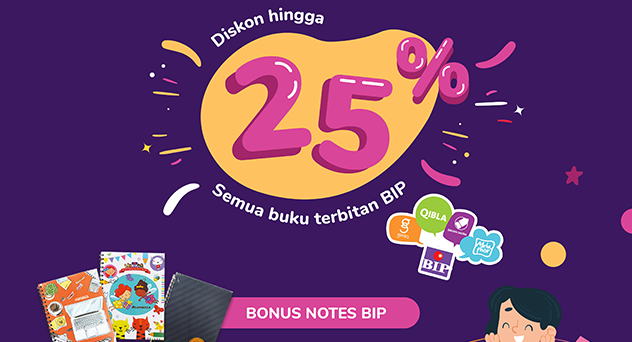 Diskon hingga
25%
Semua buku terbitan BIP
QIBLA
BIP
BONUS NOTES BIP